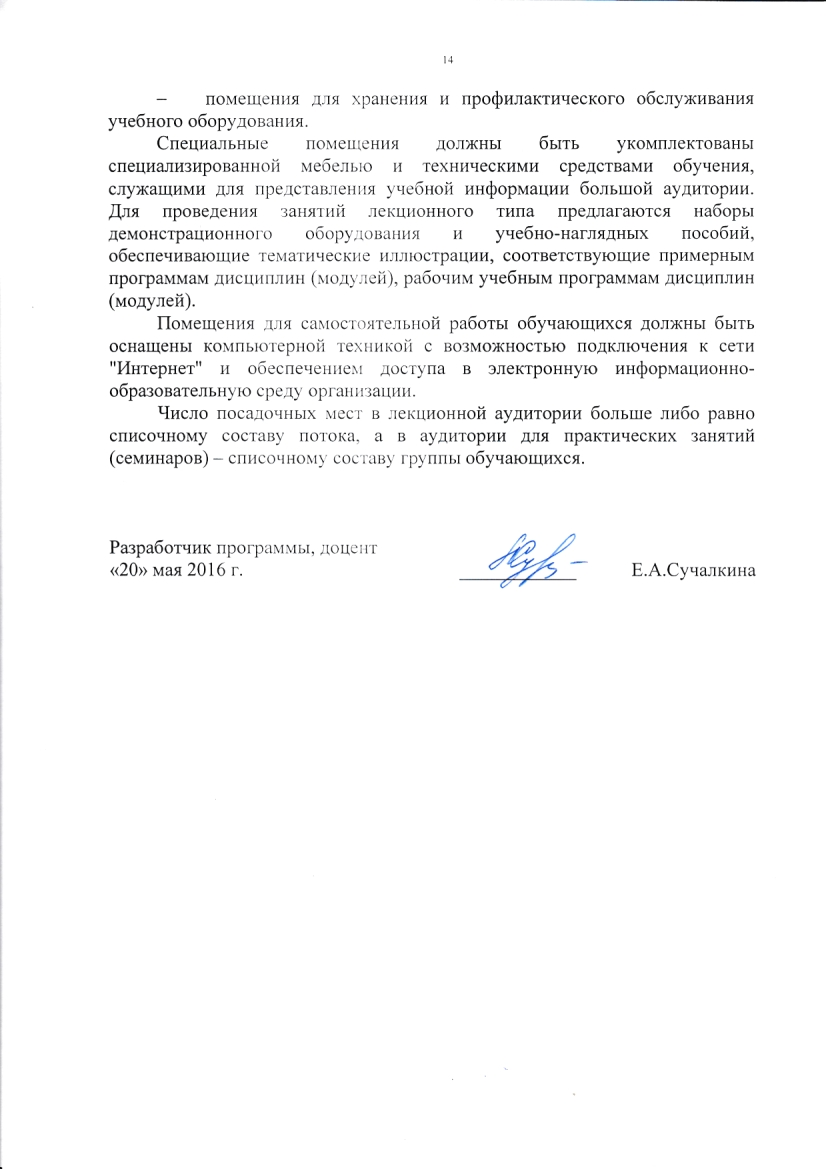 14
– помещения для хранения и профилактического обслуживания
учебного оборудования.
Специальные помещения должны быть укомплектованы
специализированной мебелью и техническими средствами обучения,
служащими для представления учебной информации большой аудитории.
Для проведения занятий лекционного типа предлагаются наборы
демонстрационного оборудования и учебно-наглядных пособий,
обеспечивающие тематические иллюстрации, соответствующие примерным
программам дисциплин (модулей), рабочим учебным программам дисциплин
(модулей).
Помещения для самостоятельной работы обучающихся должны быть
оснащены компьютерной техникой с возможностью подключения к сети
"Интернет" и обеспечением доступа в электронную информационно-
образовательную среду организации.
Число посадочных мест в лекционной аудитории больше либо равно
списочному составу потока, а в аудитории для практических занятий
(семинаров) – списочному составу группы обучающихся.
Разработчик программы, доцент
«20» мая 2016 г. Е.А.Сучалкина